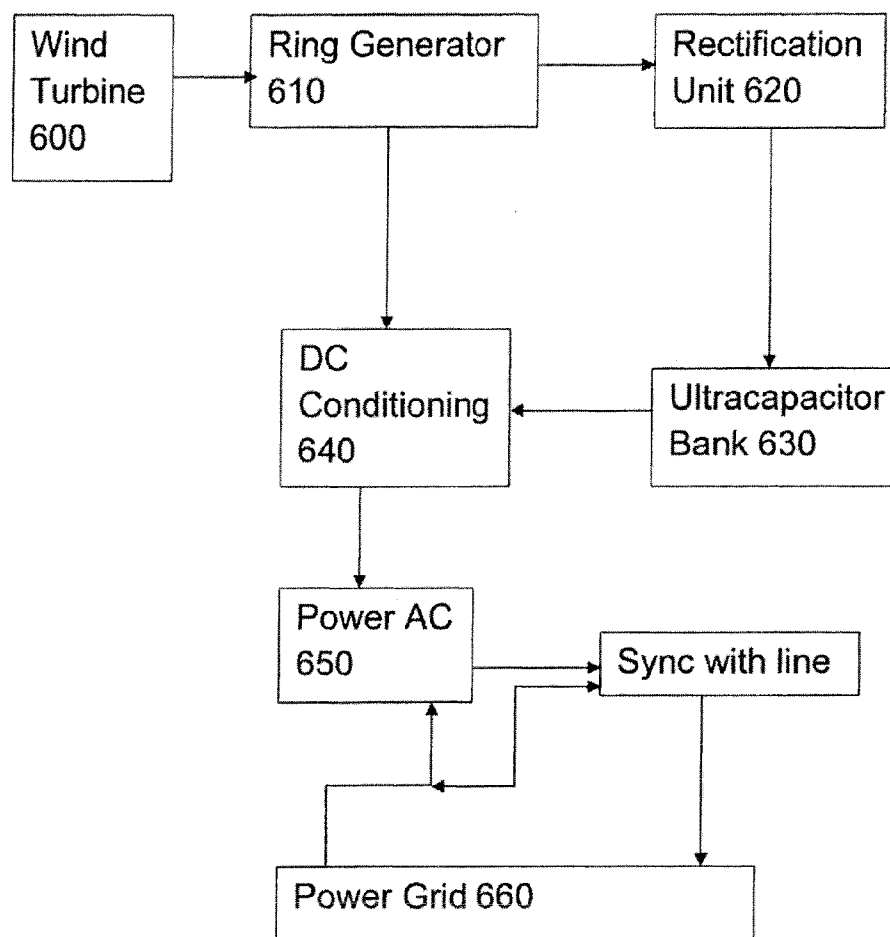 Wind
Turbine
600
Ring Generator
610
Rectification
Unit 620
DC
Conditioning
640
Ultracapacitor
Bank 630
Power AC
650
Sync with line
Power Grid 660